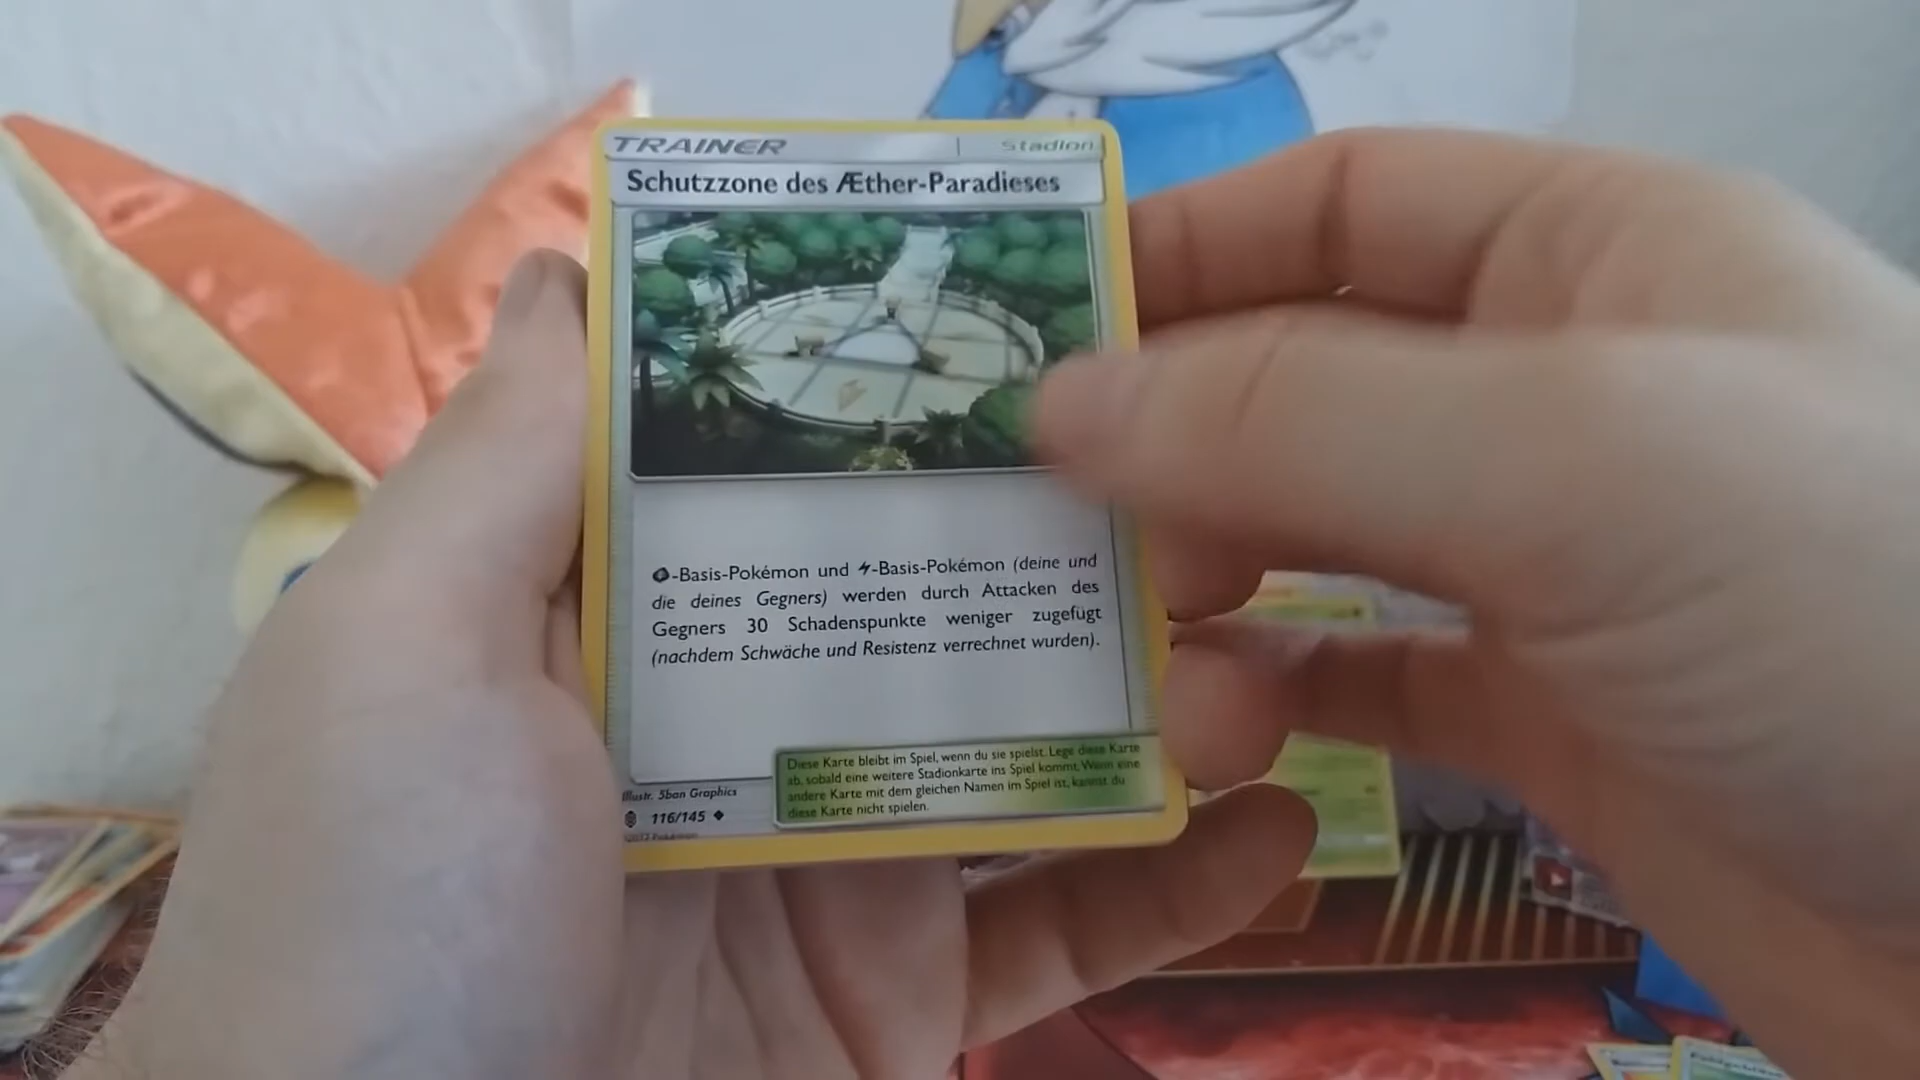 TRAINER
Stadion
Schutzzone des Æther-Paradieses
-Basis-Pokémon und -Basis-Pokémon (deine und
die deines Gegners) werden durch Attacken des
Gegners 30 Schadenspunkte weniger zugefügt
(nachdem Schwäche und Resistenz verrechnet wurden).
Diese Karte bleibt im Spiel, wenn du sie spielst. Lege diese Karte
ab, sobald eine weitere Stadionkarte ins Spiel kommt. Wenn eine
andere Karte mit dem gleichen Namen im Spiel ist, kannst du
diese Karte nicht spielen.
Illustr. 5ban Graphics
116/145
©2017 Pokémon